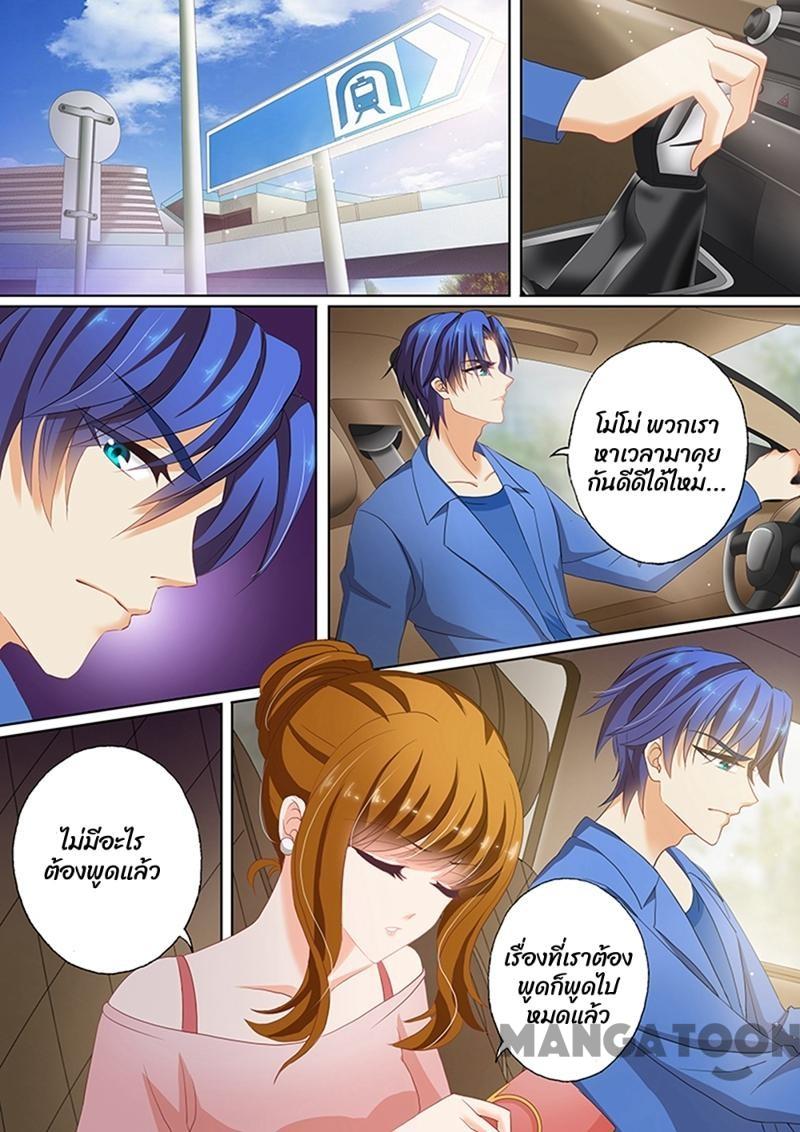 โม่โม่ พวกเรา
หาเวลามาคุย
กันดีดีได้ไหม...
ไม่มีอะไร
ต้องพูดแล้ว
เรื่องที่เราต้อง
พูดก็พูดไป
หมดแล้ว
MANGATOON